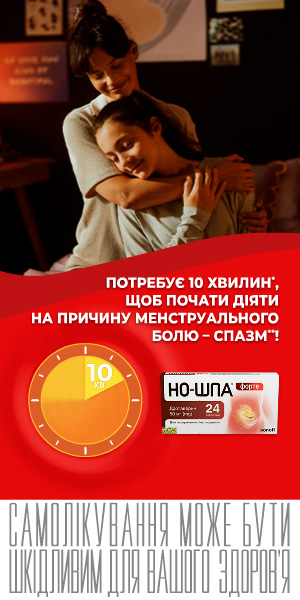 ПОТРЕБУЄ 10 ХВИЛИН*,
ЩОБ ПОЧАТИ ДІЯТИ
НА ПРИЧИНУ МЕНСТРУАЛЬНОГО
БОЛЮ – СПАЗМ**!
10
ХВ
НО-ШПА®
форте
Дротаверин
24
sanofi
САМОЛІКУВАННЯ МОЖЕ БУТИ
ШКІДЛИВИМ ДЛЯ ВАШОГО ЗДОРОВ'Я